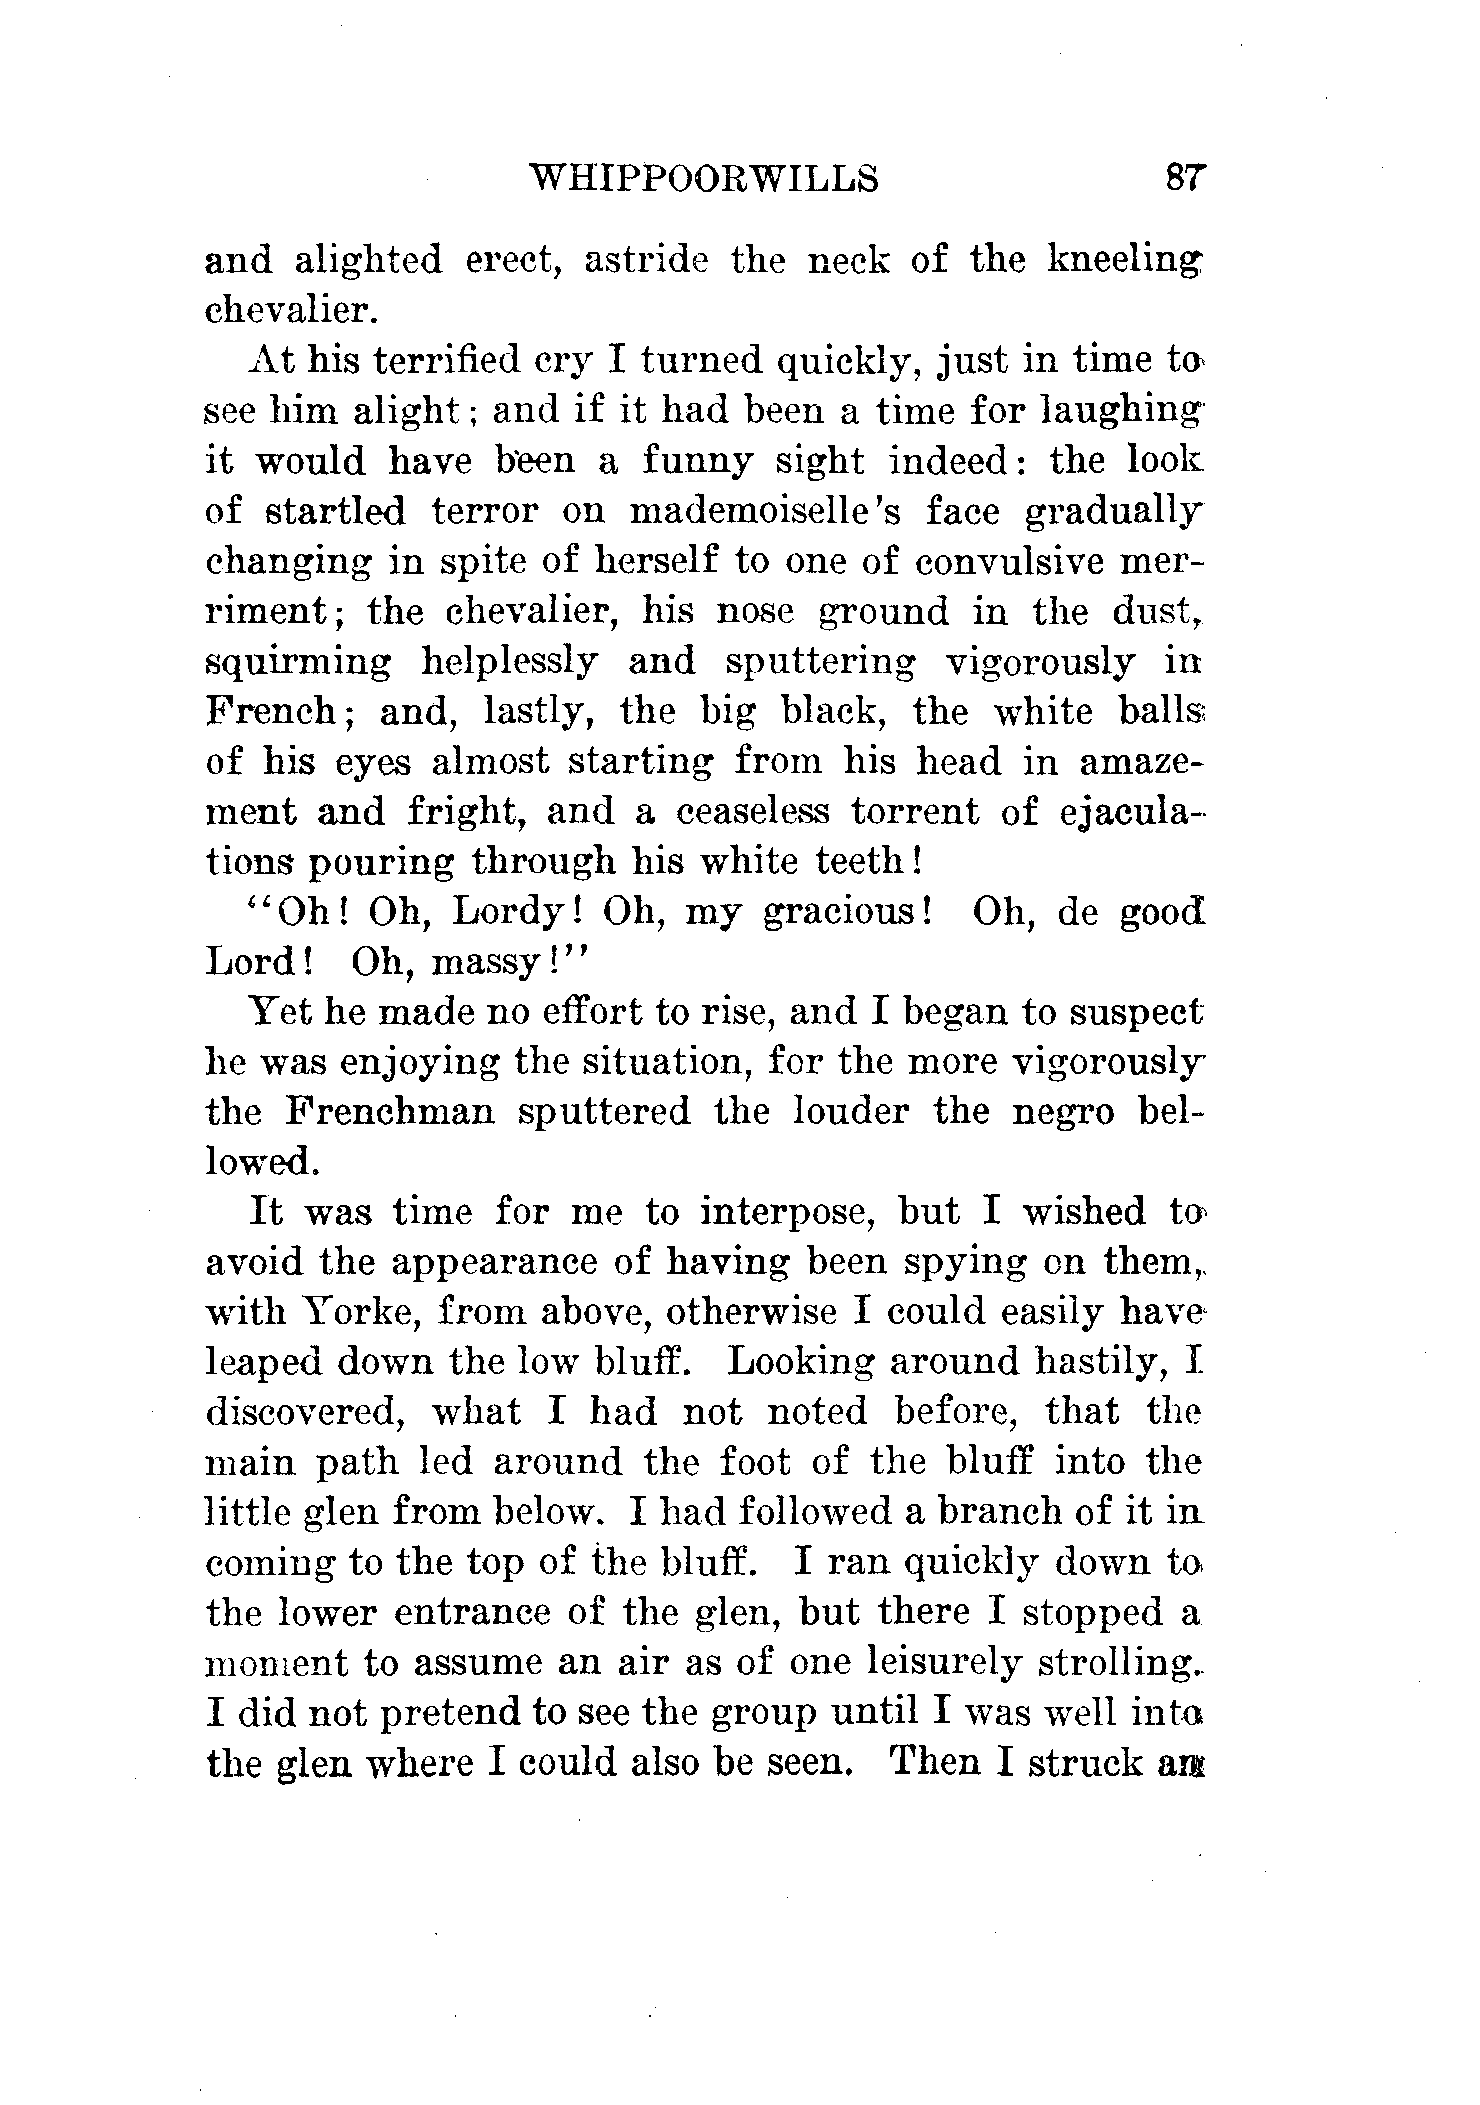 WHIPPOORWILLS 87
and alighted erect, astride the neck of the kneeling
chevalier.
At his terrified cry I turned quickly, just in time to
see him alight; and if it had been a time for laughing
it would have been a funny sight indeed: the look
of startled terror on mademoiselle's face gradually
changing in spite of herself to one of convulsive mer-
riment; the chevalier, his nose ground in the dust,
squirming helplessly and sputtering vigorously in
French; and, lastly, the big black, the white balls
of his eyes almost starting from his head in amaze-
ment and fright, and a ceaseless torrent of ejacula-
tions pouring through his white teeth!
"Oh! Oh, Lordy! Oh, my gracious! Oh, de good
Lord! Oh, massy!"
Yet he made no effort to rise, and I began to suspect
he was enjoying the situation, for the more vigorously
the Frenchman sputtered the louder the negro bel-
lowed.
It was time for me to interpose, but I wished to
avoid the appearance of having been spying on them,
with Yorke, from above, otherwise I could easily have
leaped down the low bluff. Looking around hastily, I
discovered, what I had not noted before, that the
main path led around the foot of the bluff into the
little glen from below. I had followed a branch of it in
coming to the top of the bluff. I ran quickly down to
the lower entrance of the glen, but there I stopped a
moment to assume an air as of one leisurely strolling.
I did not pretend to see the group until I was well into
the glen where I could also be seen. Then I struck an